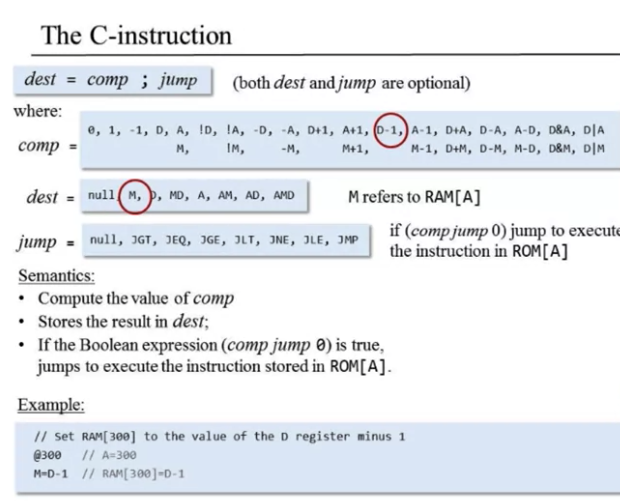 The C-instruction
dest = comp ; jump (both dest and jump are optional)
where:
comp =
0, 1, -1, D, A, !D, !A, -D, -A, D+1, A+1, D-1, A-1, D+A, D-A, A-D, D&A, D|A
M, !M, -M, M+1, M-1, D+M, D-M, M-D, D&M, D|M
dest = null, M, D, MD, A, AM, AD, AMD M refers to RAM[A]
jump = null, JGT, JEQ, JGE, JLT, JNE, JLE, JMP
if (comp jump 0) jump to execute
the instruction in ROM[A]
Semantics:
• Compute the value of comp
• Stores the result in dest;
• If the Boolean expression (comp jump 0) is true,
jumps to execute the instruction stored in ROM[A].
Example:
// Set RAM[300] to the value of the D register minus 1
@300 // A=300
M=D-1 // RAM[300]=D-1